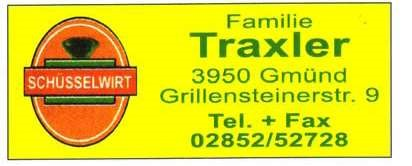 SCHÜSSELWIRT
Familie
Traxler
3950 Gmünd
Grillensteinerstr. 9
Tel. + Fax
02852/52728